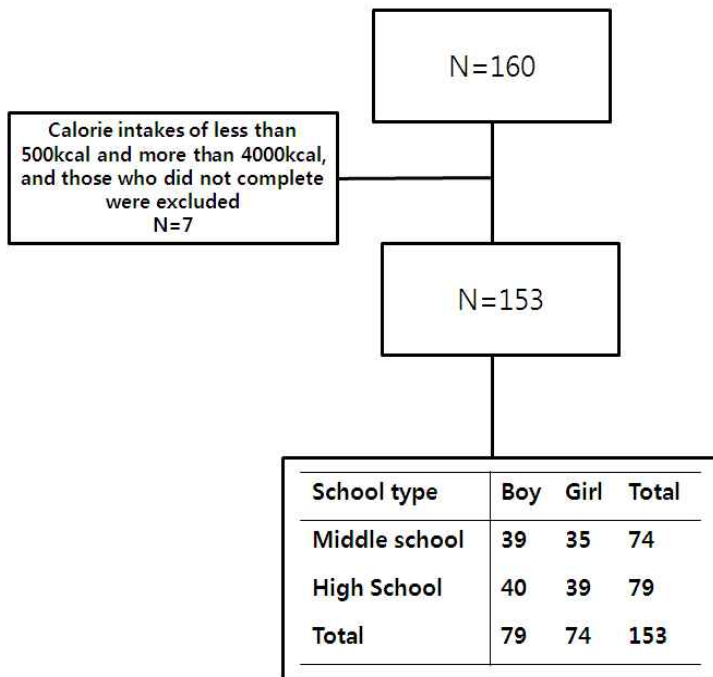 N=160
Calorie intakes of less than
500kcal and more than 4000kcal,
and those who did not complete
were excluded
N=7
N=153
School type Boy Girl Total
Middle school 39 35 74
High School 40 39 79
Total 79 74 153